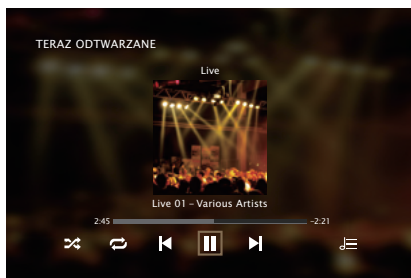 TERAZ ODTWARZANE
Live
Live 01 – Various Artists
2:45 –2:21